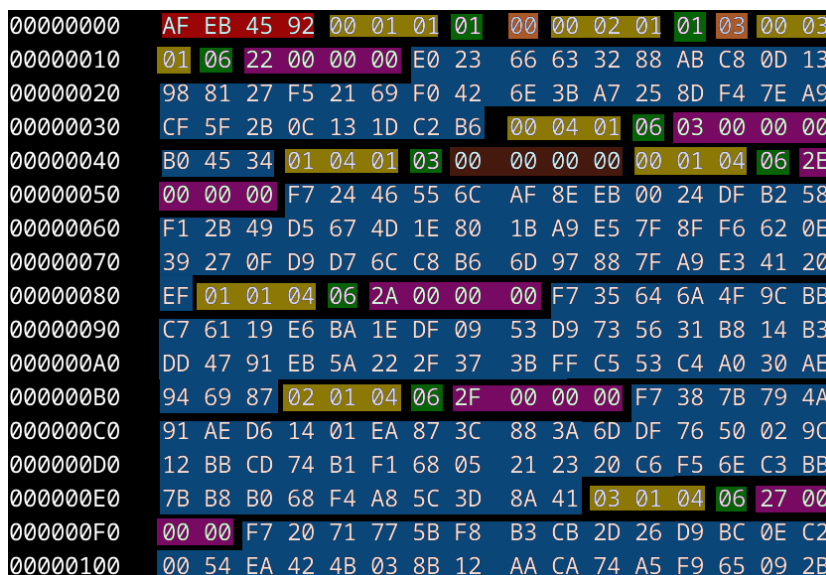 00000000 AF EB 45 92 00 01 01 01 00 00 02 01 01 03 00 03
00000010 01 06 22 00 00 00 E0 23 66 63 32 88 AB C8 0D 13
00000020 98 81 27 F5 21 69 F0 42 6E 3B A7 25 8D F4 7E A9
00000030 CF 5F 2B 0C 13 1D C2 B6 00 04 01 06 03 00 00 00
00000040 B0 45 34 01 04 01 03 00 00 00 00 00 01 04 06 2E
00000050 00 00 00 F7 24 46 55 6C AF 8E EB 00 24 DF B2 58
00000060 F1 2B 49 D5 67 4D 1E 80 1B A9 E5 7F 8F F6 62 0E
00000070 39 27 0F D9 D7 6C C8 B6 6D 97 88 7F A9 E3 41 20
00000080 EF 01 01 04 06 2A 00 00 00 F7 35 64 6A 4F 9C BB
00000090 C7 61 19 E6 BA 1E DF 09 53 D9 73 56 31 B8 14 B3
000000A0 DD 47 91 EB 5A 22 2F 37 3B FF C5 53 C4 A0 30 AE
000000B0 94 69 87 02 01 04 06 2F 00 00 00 F7 38 7B 79 4A
000000C0 91 AE D6 14 01 EA 87 3C 88 3A 6D DF 76 50 02 9C
000000D0 12 BB CD 74 B1 F1 68 05 21 23 20 C6 F5 6E C3 BB
000000E0 7B B8 B0 68 F4 A8 5C 3D 8A 41 03 01 04 06 27 00
000000F0 00 00 F7 20 71 77 5B F8 B3 CB 2D 26 D9 BC 0E C2
00000100 00 54 EA 42 4B 03 8B 12 AA CA 74 A5 F9 65 09 2B